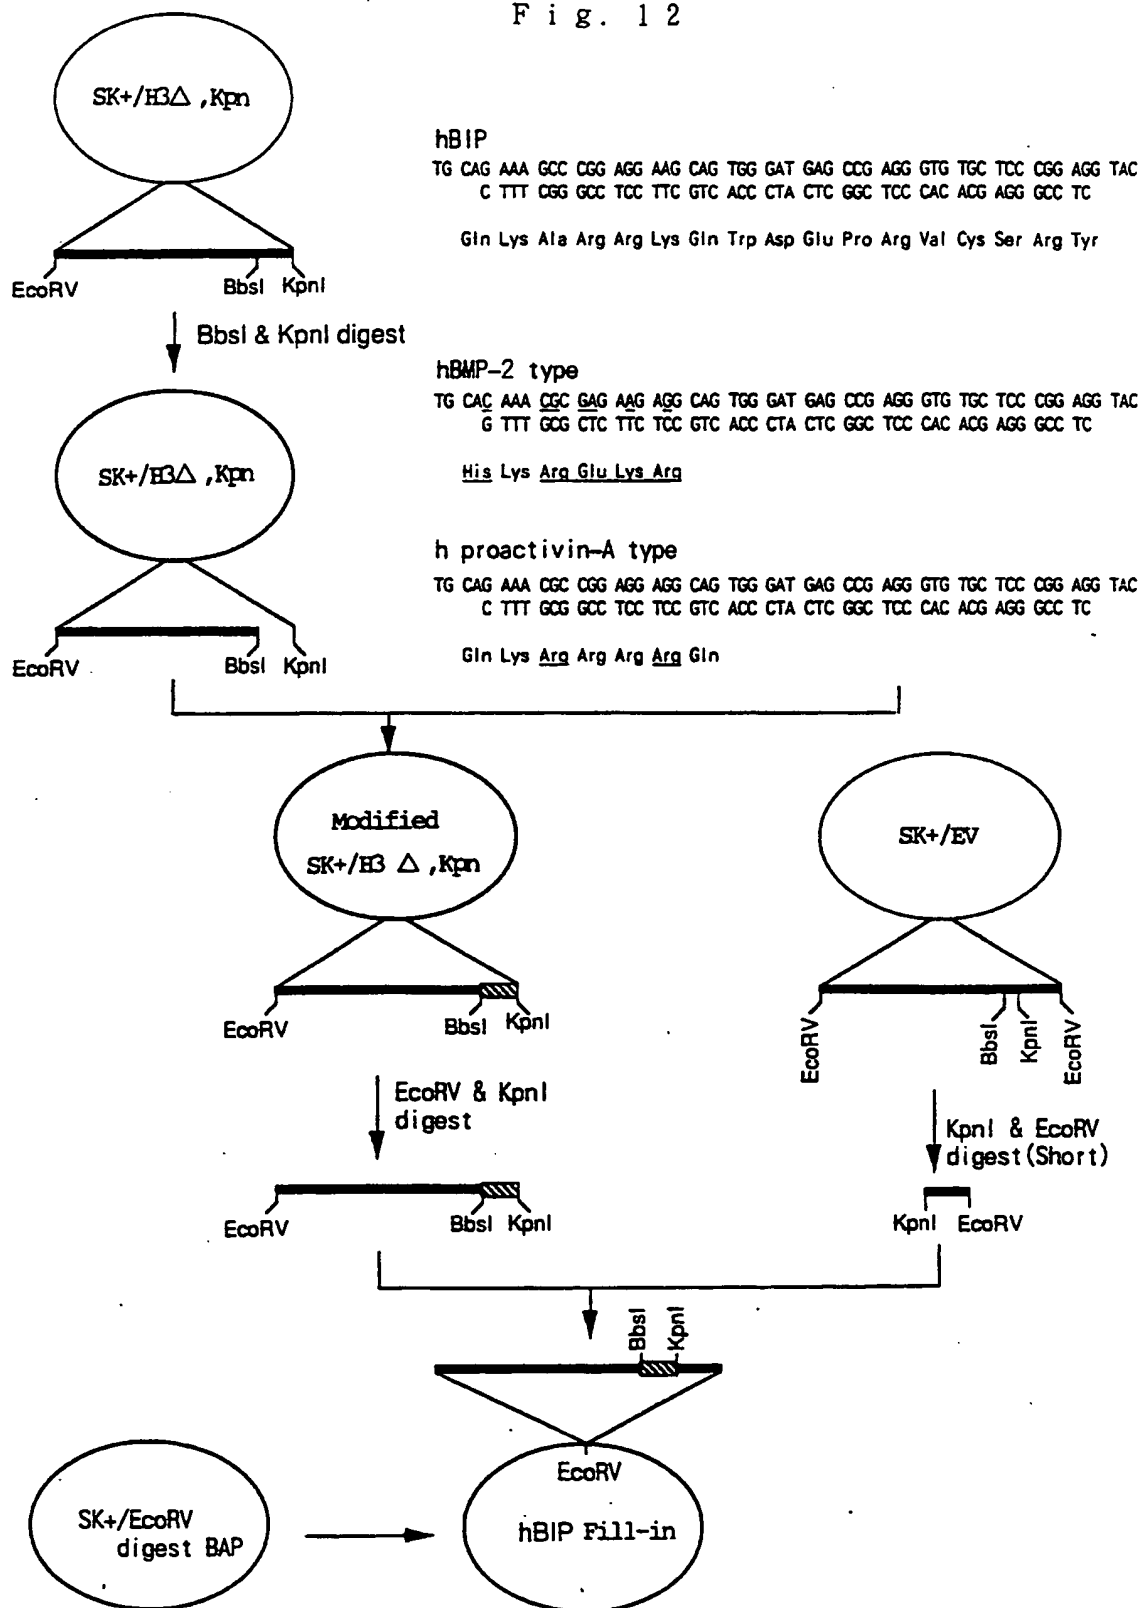 Fig. 12
SK+/H3△ ,Kpn
EcoRV
BbsI
KpnI
hBIP
TG CAG AAA GCC CGG AGG AAG CAG TGG GAT GAG CCG AGG GTG TGC TCC CGG AGG TAC
C TTT CGG GCC TCC TTC GTC ACC CTA CTC GGC TCC CAC ACG AGG GCC TC
Gln Lys Ala Arg Arg Lys Gln Trp Asp Glu Pro Arg Val Cys Ser Arg Tyr
BbsI & KpnI digest
SK+/H3△ ,Kpn
EcoRV
BbsI
KpnI
hBMP-2 type
TG CAC AAA CGC GAG AAG AGG CAG TGG GAT GAG CCG AGG GTG TGC TCC CGG AGG TAC
G TTT GCG CTC TTC TCC GTC ACC CTA CTC GGC TCC CAC ACG AGG GCC TC
His Lys Arg Glu Lys Arg
h proactivin-A type
TG CAG AAA CGC CGG AGG AGG CAG TGG GAT GAG CCG AGG GTG TGC TCC CGG AGG TAC
C TTT GCG GCC TCC TCC GTC ACC CTA CTC GGC TCC CAC ACG AGG GCC TC
Gln Lys Arg Arg Arg Arg Gln
Modified
SK+/H3 △ ,Kpn
EcoRV
BbsI
KpnI
SK+/EV
EcoRV
BbsI
KpnI
EcoRV
EcoRV & KpnI
digest
KpnI & EcoRV
digest(Short)
EcoRV
BbsI
KpnI
KpnI
EcoRV
BbsI
KpnI
EcoRV
hBIP Fill-in
SK+/EcoRV
digest BAP